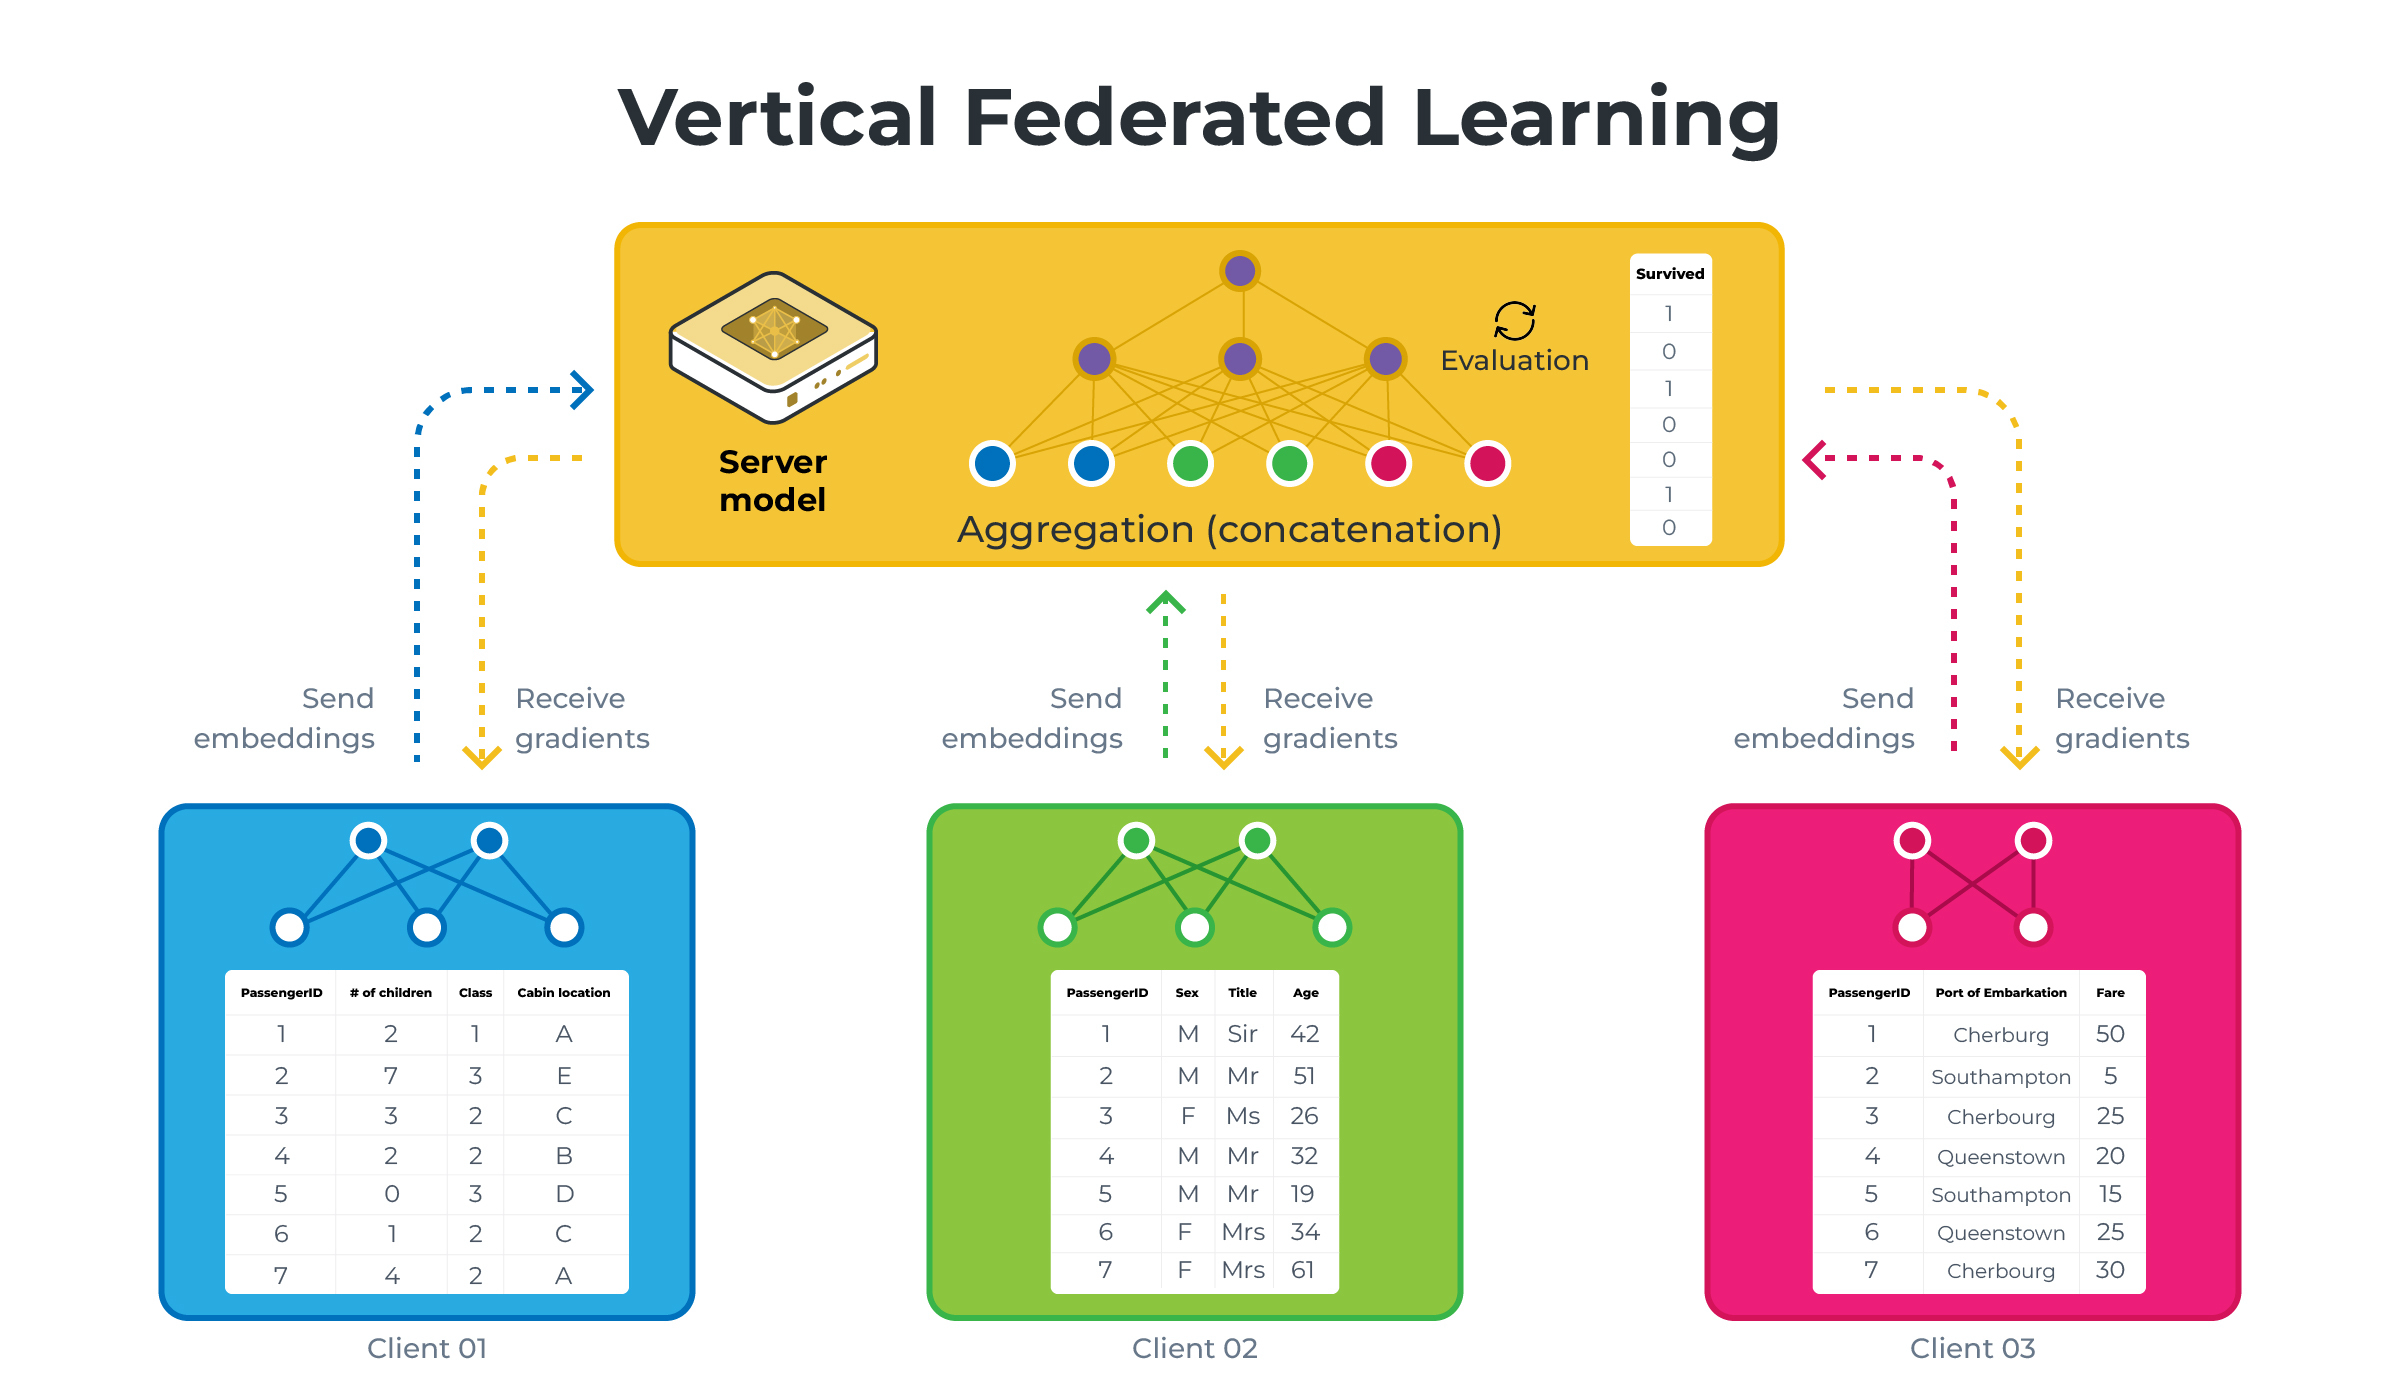 Vertical Federated Learning
Server
model
Aggregation (concatenation)
Evaluation
Survived
1
0
1
0
0
1
0
Send
embeddings
Receive
gradients
Send
embeddings
Receive
gradients
Send
embeddings
Receive
gradients
PassengerID # of children Class Cabin location
1 2 1 A
2 7 3 E
3 3 2 C
4 2 2 B
5 0 3 D
6 1 2 C
7 4 2 A
Client 01
PassengerID Sex Title Age
1 M Sir 42
2 M Mr 51
3 F Ms 26
4 M Mr 32
5 M Mr 19
6 F Mrs 34
7 F Mrs 61
Client 02
PassengerID Port of Embarkation Fare
1 Cherburg 50
2 Southampton 5
3 Cherbourg 25
4 Queenstown 20
5 Southampton 15
6 Queenstown 25
7 Cherbourg 30
Client 03